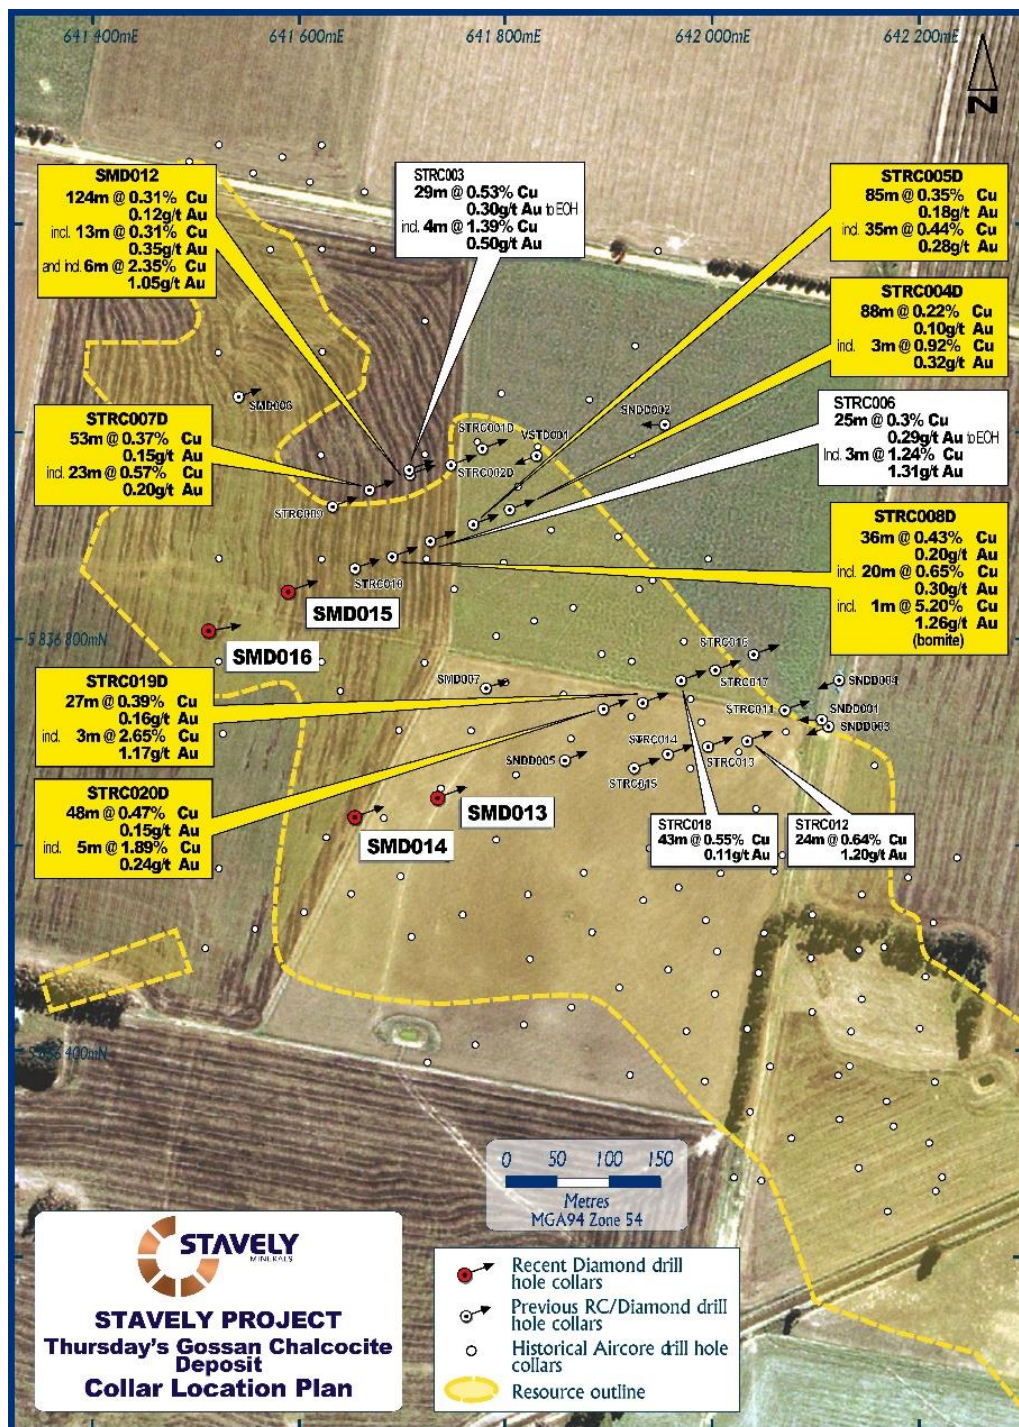 641 400mE
641 600mE
641 800mE
642 000mE
642 200mE
N
SMD012
124m @ 0.31% Cu
0.12g/t Au
incl. 13m @ 0.31% Cu
0.35g/t Au
and incl. 6m @ 2.35% Cu
1.05g/t Au
STRC003
29m @ 0.53% Cu
0.30g/t Au to EOH
incl. 4m @ 1.39% Cu
0.50g/t Au
STRC005D
85m @ 0.35% Cu
0.18g/t Au
incl. 35m @ 0.44% Cu
0.28g/t Au
STRC004D
88m @ 0.22% Cu
0.10g/t Au
incl. 3m @ 0.92% Cu
0.32g/t Au
STRC006
25m @ 0.3% Cu
0.29g/t Au to EOH
Incl. 3m @ 1.24% Cu
1.31g/t Au
STRC007D
53m @ 0.37% Cu
0.15g/t Au
incl. 23m @ 0.57% Cu
0.20g/t Au
STRC008D
36m @ 0.43% Cu
0.20g/t Au
incl. 20m @ 0.65% Cu
0.30g/t Au
incl. 1m @ 5.20% Cu
1.26g/t Au
(bornite)
SMD006
STRC001D
VSTD001
SNDD002
STRC002D
STRC009
STRC010
SMD015
SMD016
5 836 800mN
STRC016
STRC017
SMD007
SNDD004
STRC011
SNDD001
SNDD003
STRC014
STRC013
SNDD005
STRC015
STRC019D
27m @ 0.39% Cu
0.16g/t Au
incl. 3m @ 2.65% Cu
1.17g/t Au
STRC020D
48m @ 0.47% Cu
0.15g/t Au
incl. 5m @ 1.89% Cu
0.24g/t Au
SMD013
SMD014
STRC018
43m @ 0.55% Cu
0.11g/t Au
STRC012
24m @ 0.64% Cu
1.20g/t Au
5 836 400mN
0 50 100 150
Metres
MGA94 Zone 54
STAVELY
MINERALS
STAVELY PROJECT
Thursday's Gossan Chalcocite
Deposit
Collar Location Plan
Recent Diamond drill
hole collars
Previous RC/Diamond drill
hole collars
Historical Aircore drill hole
collars
Resource outline